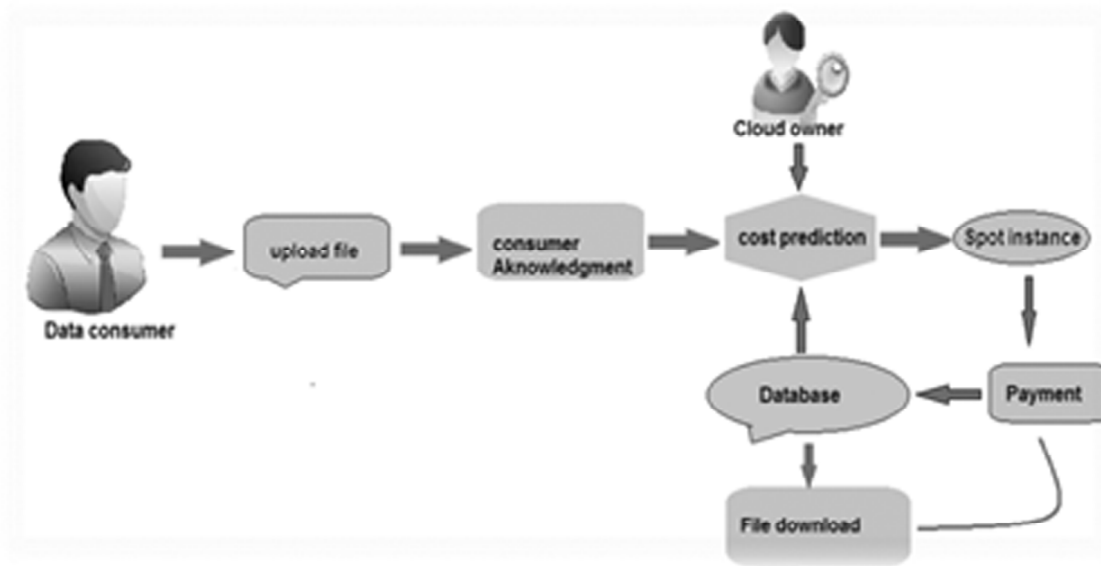 Cloud owner
upload file
consumer
Aknowledgment
cost prediction
Spot instance
Data consumer
Database
Payment
File download